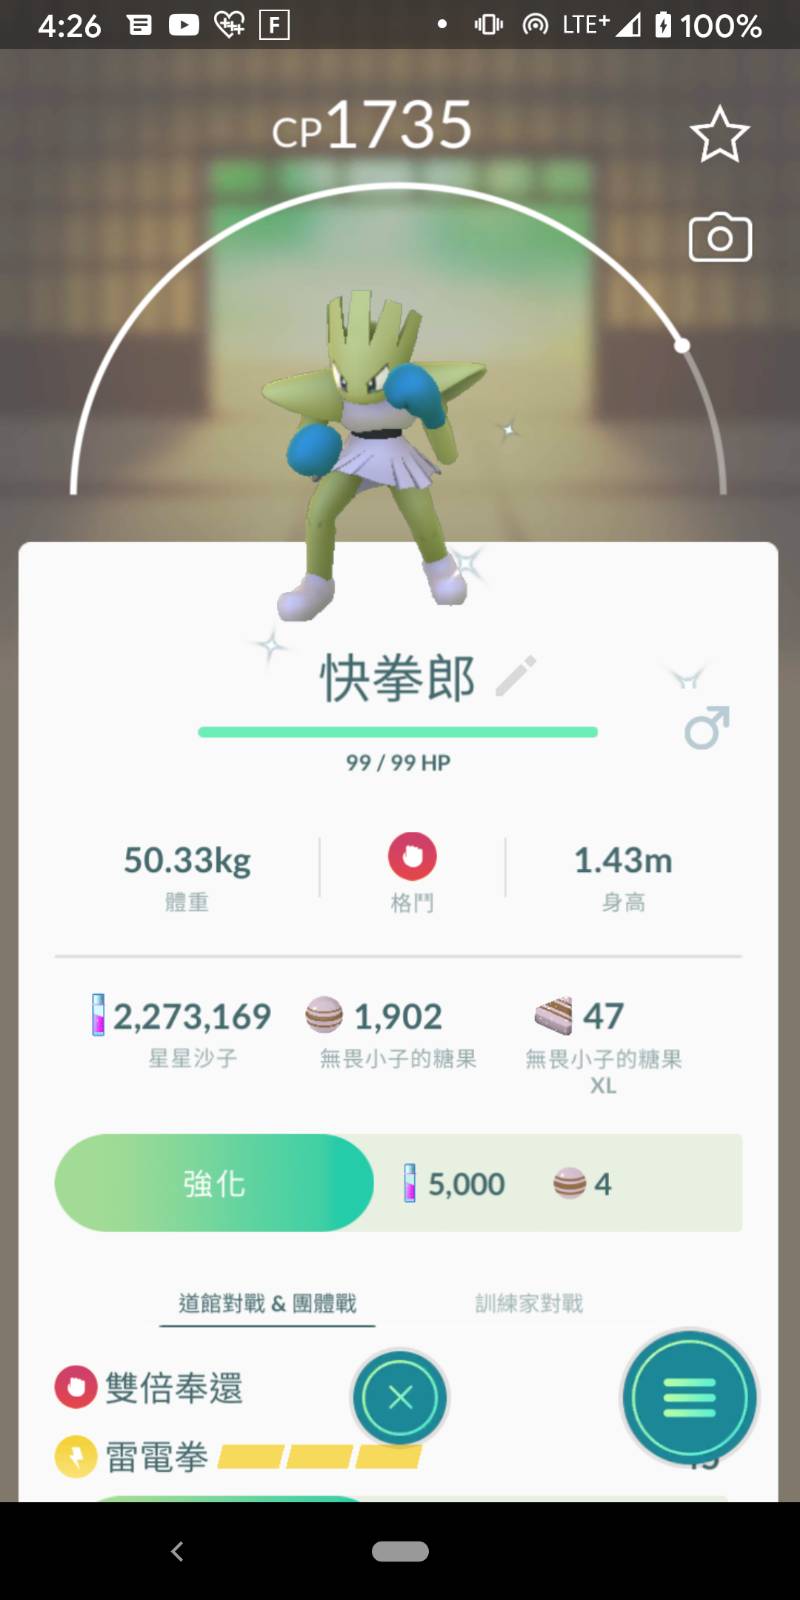 4:26 F LTE+ 100%
CP1735
快拳郎
99 / 99 HP
50.33kg 格鬥 1.43m
體重 身高
2,273,169 1,902 47
星星沙子 無畏小子的糖果 無畏小子的糖果
XL
強化 5,000 4
道館對戰 & 團體戰 訓練家對戰
雙倍奉還
雷電拳